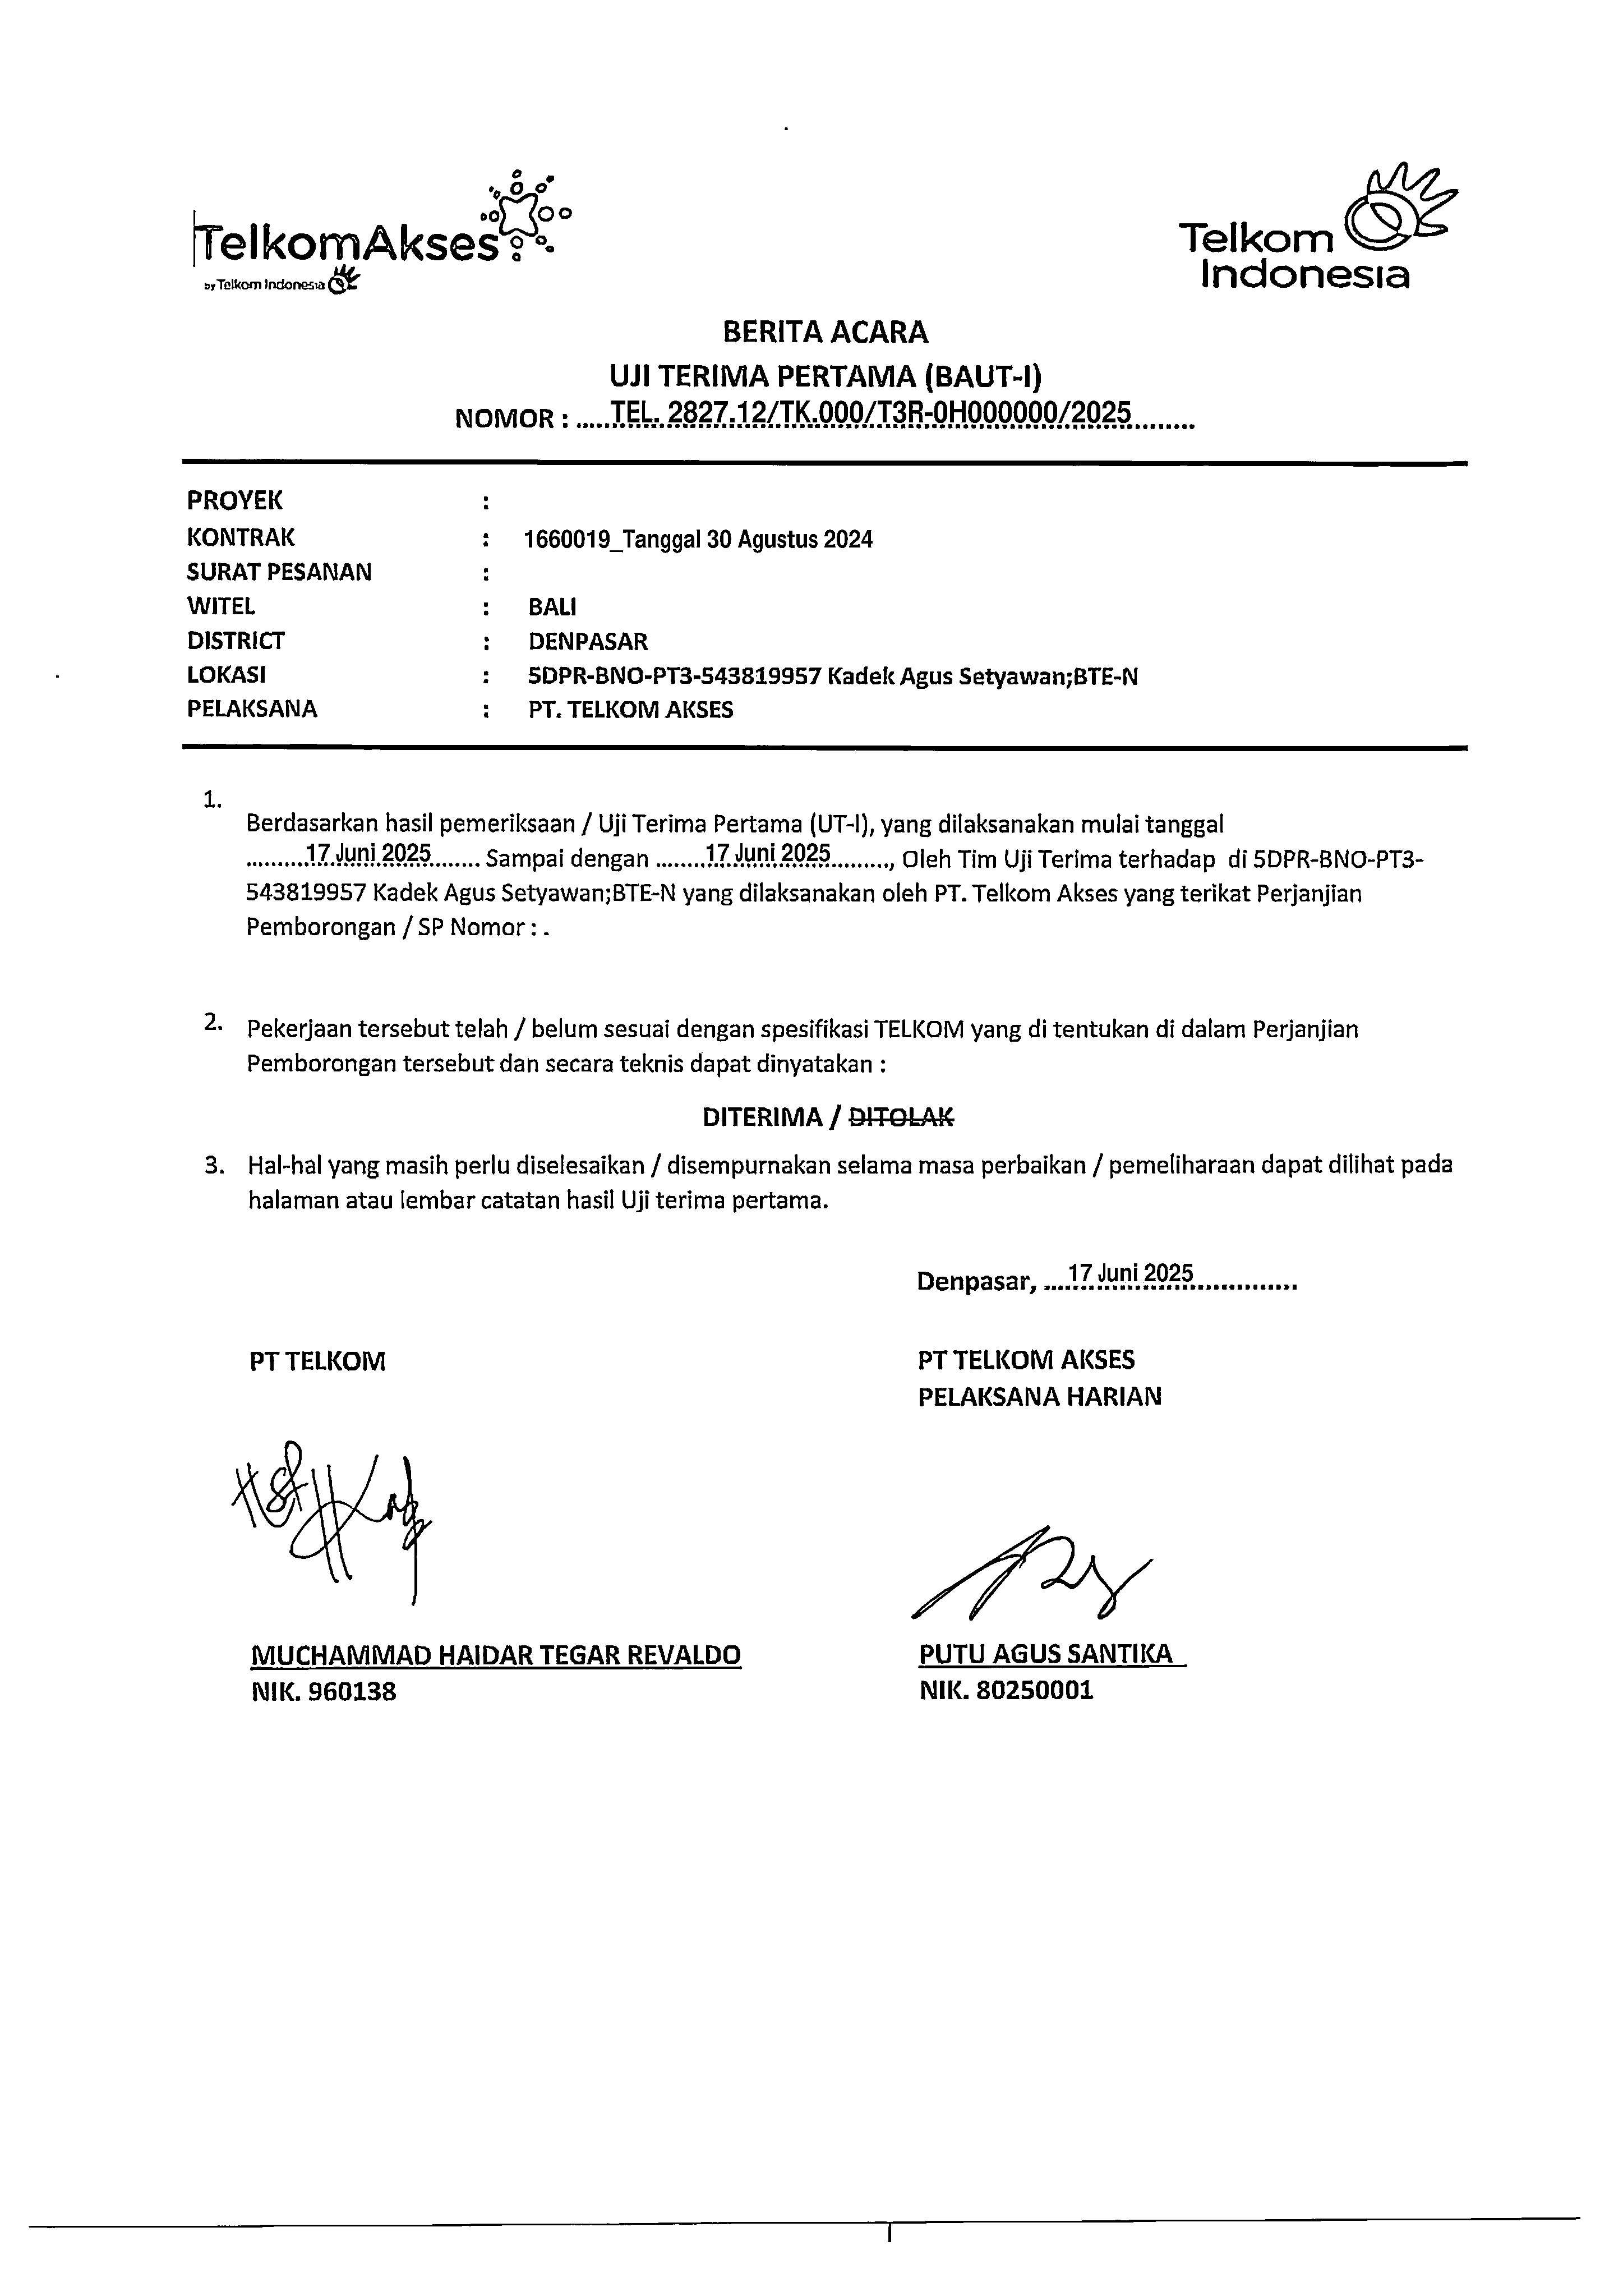 TelkomAkses
by Telkom Indonesia
Telkom
Indonesia
BERITA ACARA
UJI TERIMA PERTAMA (BAUT-I)
NOMOR : .....TEL. 2827.12/TK.000/T3R-0H000000/2025.........
PROYEK :
KONTRAK : 1660019_Tanggal 30 Agustus 2024
SURAT PESANAN :
WITEL : BALI
DISTRICT : DENPASAR
LOKASI : 5DPR-BNO-PT3-543819957 Kadek Agus Setyawan;BTE-N
PELAKSANA : PT. TELKOM AKSES
1.
Berdasarkan hasil pemeriksaan / Uji Terima Pertama (UT-I), yang dilaksanakan mulai tanggal
..........17 Juni 2025........ Sampai dengan ........17 Juni 2025.........., Oleh Tim Uji Terima terhadap di 5DPR-BNO-PT3-
543819957 Kadek Agus Setyawan;BTE-N yang dilaksanakan oleh PT. Telkom Akses yang terikat Perjanjian
Pemborongan / SP Nomor : .
2. Pekerjaan tersebut telah / belum sesuai dengan spesifikasi TELKOM yang di tentukan di dalam Perjanjian
Pemborongan tersebut dan secara teknis dapat dinyatakan :
DITERIMA / DITOLAK
3. Hal-hal yang masih perlu diselesaikan / disempurnakan selama masa perbaikan / pemeliharaan dapat dilihat pada
halaman atau lembar catatan hasil Uji terima pertama.
Denpasar, ....17 Juni 2025...............
PT TELKOM
PT TELKOM AKSES
PELAKSANA HARIAN
MUCHAMMAD HAIDAR TEGAR REVALDO
NIK. 960138
PUTU AGUS SANTIKA
NIK. 80250001